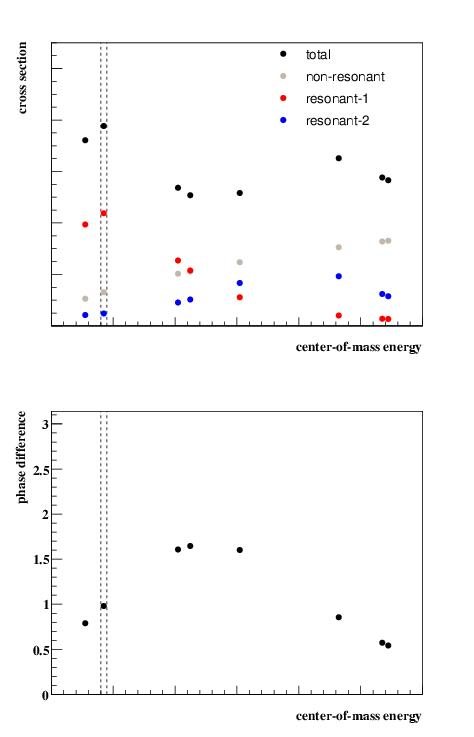 cross section
total
non-resonant
resonant-1
resonant-2
center-of-mass energy
phase difference
3
2.5
2
1.5
1
0.5
0
center-of-mass energy